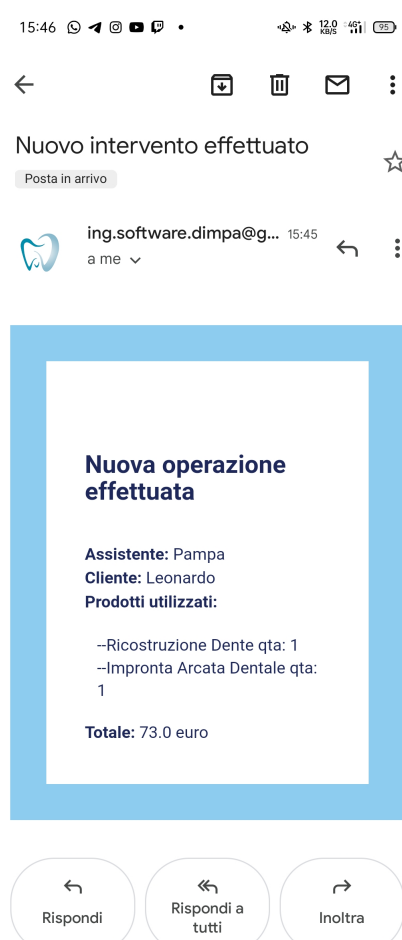 15:46 12.0 KB/S 4G+ 95
Nuovo intervento effettuato
Posta in arrivo
ing.software.dimpa@g... 15:45
a me
Nuova operazione
effettuata
Assistente: Pampa
Cliente: Leonardo
Prodotti utilizzati:
--Ricostruzione Dente qta: 1
--Impronta Arcata Dentale qta:
1
Totale: 73.0 euro
Rispondi
Rispondi a
tutti
Inoltra